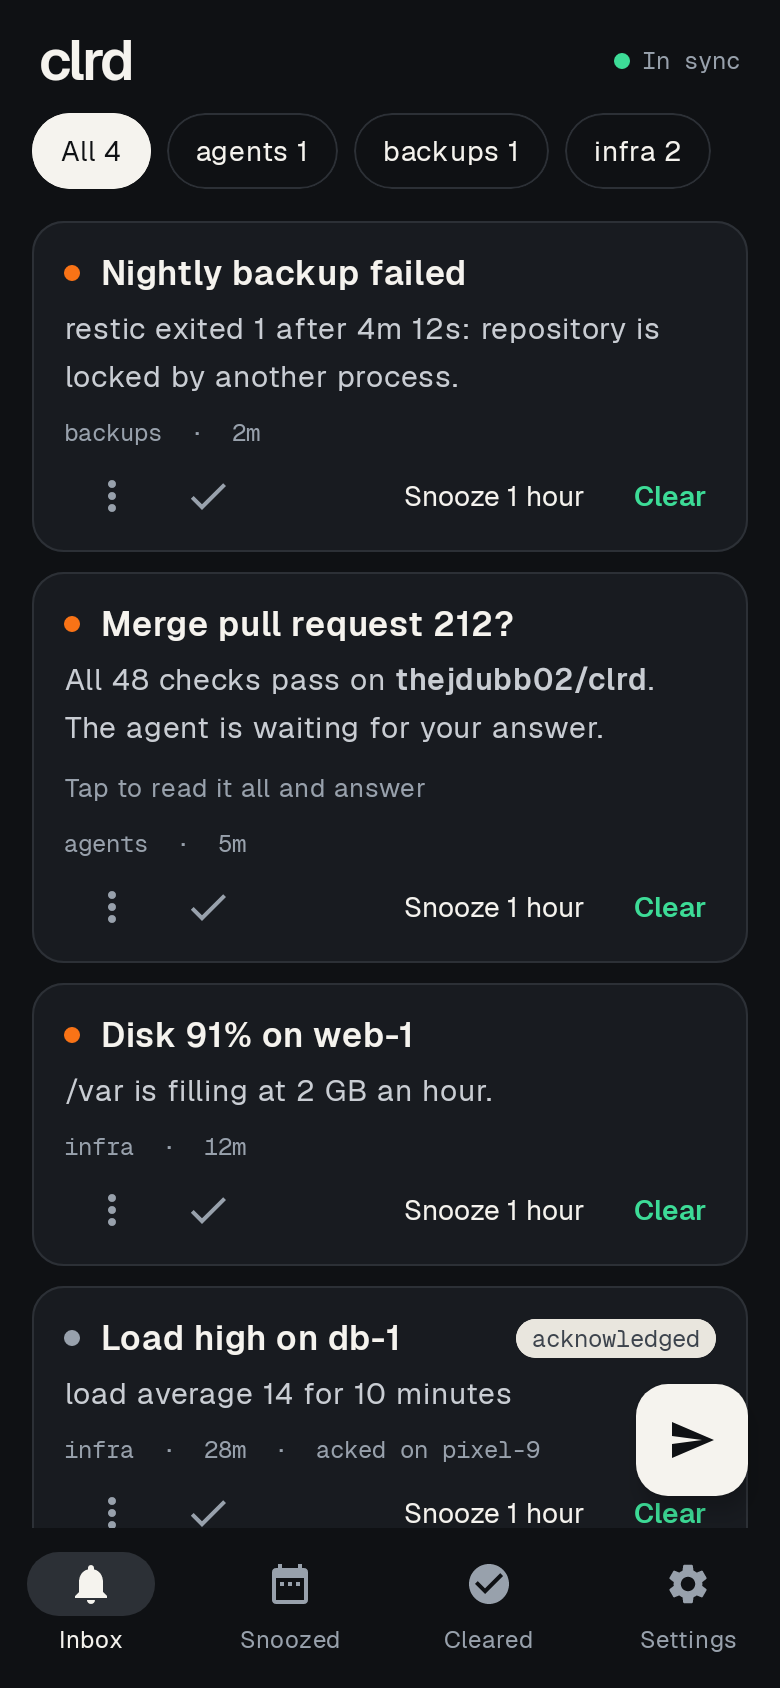 clrd
In sync
All 4
agents 1
backups 1
infra 2
Nightly backup failed
restic exited 1 after 4m 12s: repository is
locked by another process.
backups · 2m
Snooze 1 hour
Clear
Merge pull request 212?
All 48 checks pass on thejdubb02/clrd.
The agent is waiting for your answer.
Tap to read it all and answer
agents · 5m
Snooze 1 hour
Clear
Disk 91% on web-1
/var is filling at 2 GB an hour.
infra · 12m
Snooze 1 hour
Clear
Load high on db-1
acknowledged
load average 14 for 10 minutes
infra · 28m · acked on pixel-9
Snooze 1 hour
Clear
Inbox
Snoozed
Cleared
Settings